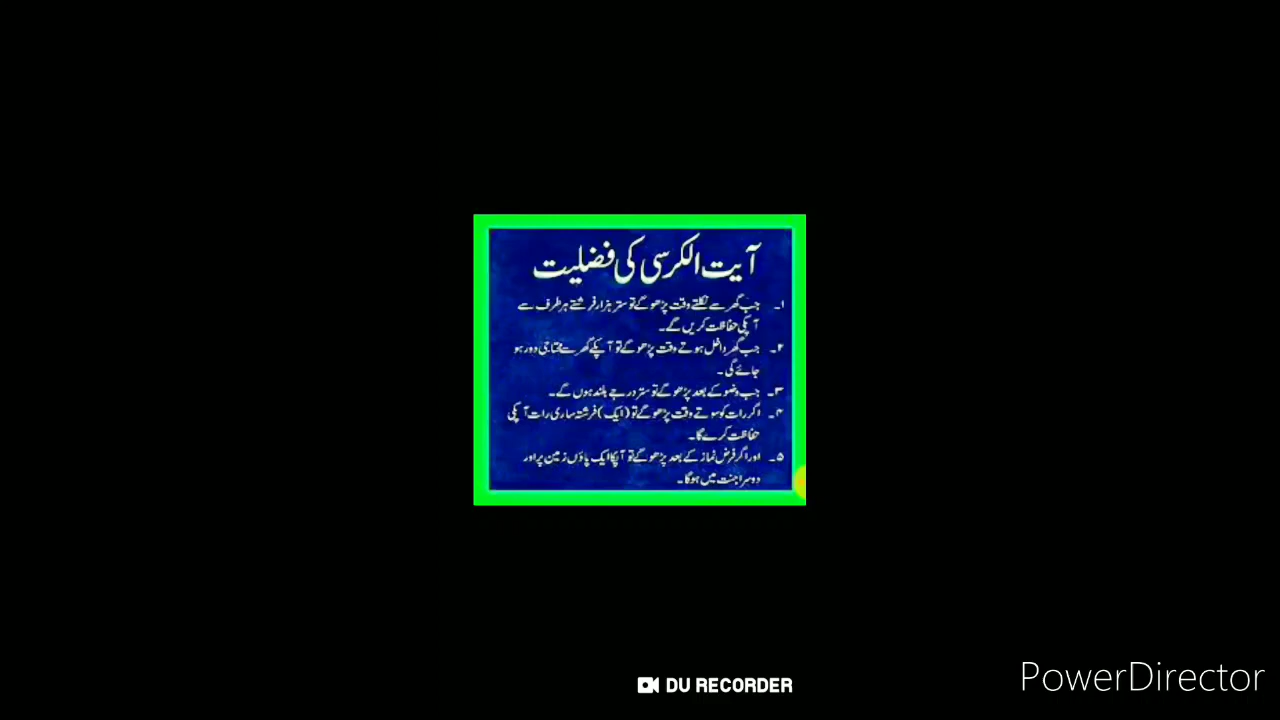 آیت الکرسی کی فضلیت
۱۔ جب گھر سے نکلتے وقت پڑھو گے تو ستر ہزار فرشتے ہر طرف سے
آپکی حفاظت کریں گے۔
۲۔ جب گھر داخل ہوتے وقت پڑھو گے تو آپکے گھر سے محتاجی دور ہو
جائے گی۔
۳۔ جب وضو کے بعد پڑھو گے تو ستر درجے بلند ہوں گے۔
۴۔ اگر رات کو سوتے وقت پڑھو گے تو (ایک) فرشتہ ساری رات آپکی
حفاظت کرے گا۔
۵۔ اور اگر فرض نماز کے بعد پڑھو گے تو آپکا ایک پاؤں زمین پر اور
دوسرا جنت میں ہوگا۔
DU RECORDER
PowerDirector